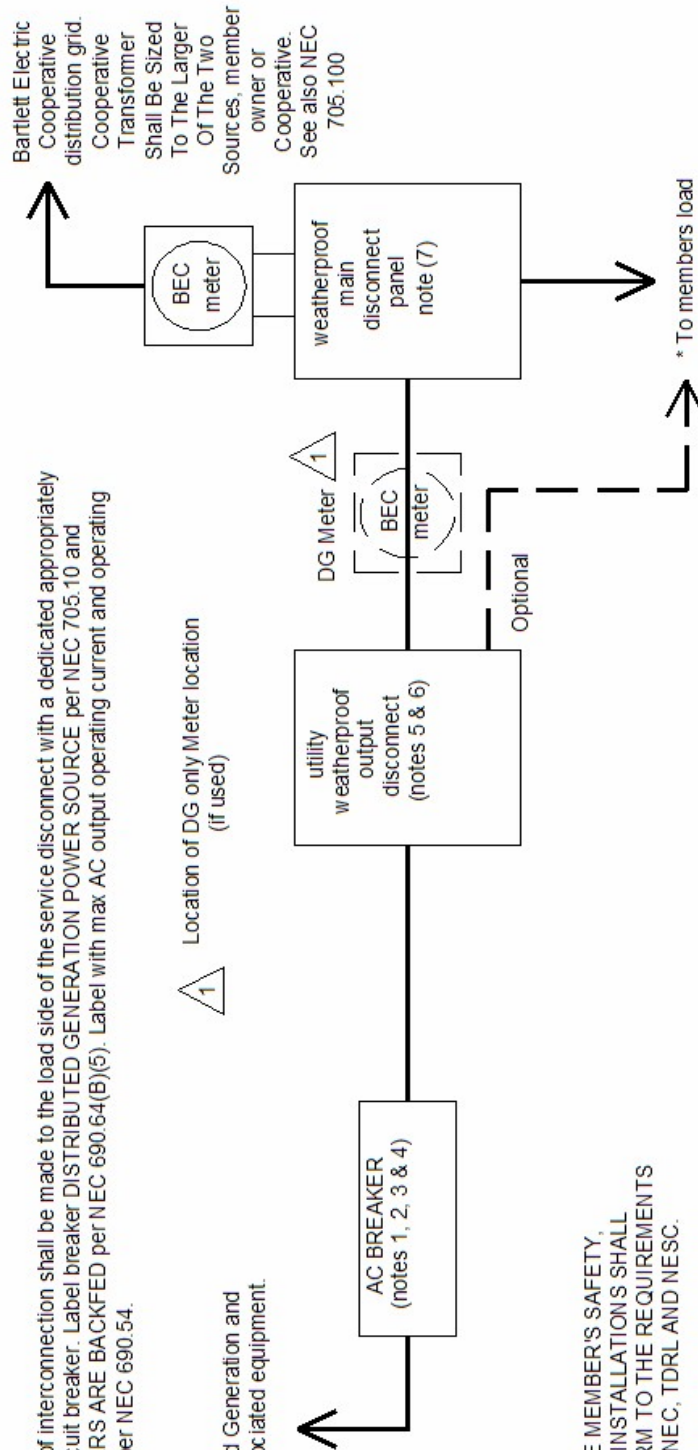 of interconnection shall be made to the load side of the service disconnect with a dedicated appropriately
cuit breaker. Label breaker DISTRIBUTED GENERATION POWER SOURCE per NEC 705.10 and
RS ARE BACKFED per NEC 690.64(B)(5). Label with max AC output operating current and operating
per NEC 690.54.
Bartlett Electric
Cooperative
distribution grid.
Cooperative
Transformer
Shall Be Sized
To The Larger
Of The Two
Sources, member
owner or
Cooperative.
See also NEC
705.100
1
Location of DG only Meter location
(if used)
BEC
meter
d Generation and
ociated equipment.
AC BREAKER
(notes 1, 2, 3 & 4)
utility
weatherproof
output
disconnect
(notes 5 & 6)
DG Meter
1
BEC
meter
weatherproof
main
disconnect
panel
note (7)
Optional
* To members load
E MEMBER'S SAFETY,
INSTALLATIONS SHALL
RM TO THE REQUIREMENTS
NEC, TDRL AND NESC.